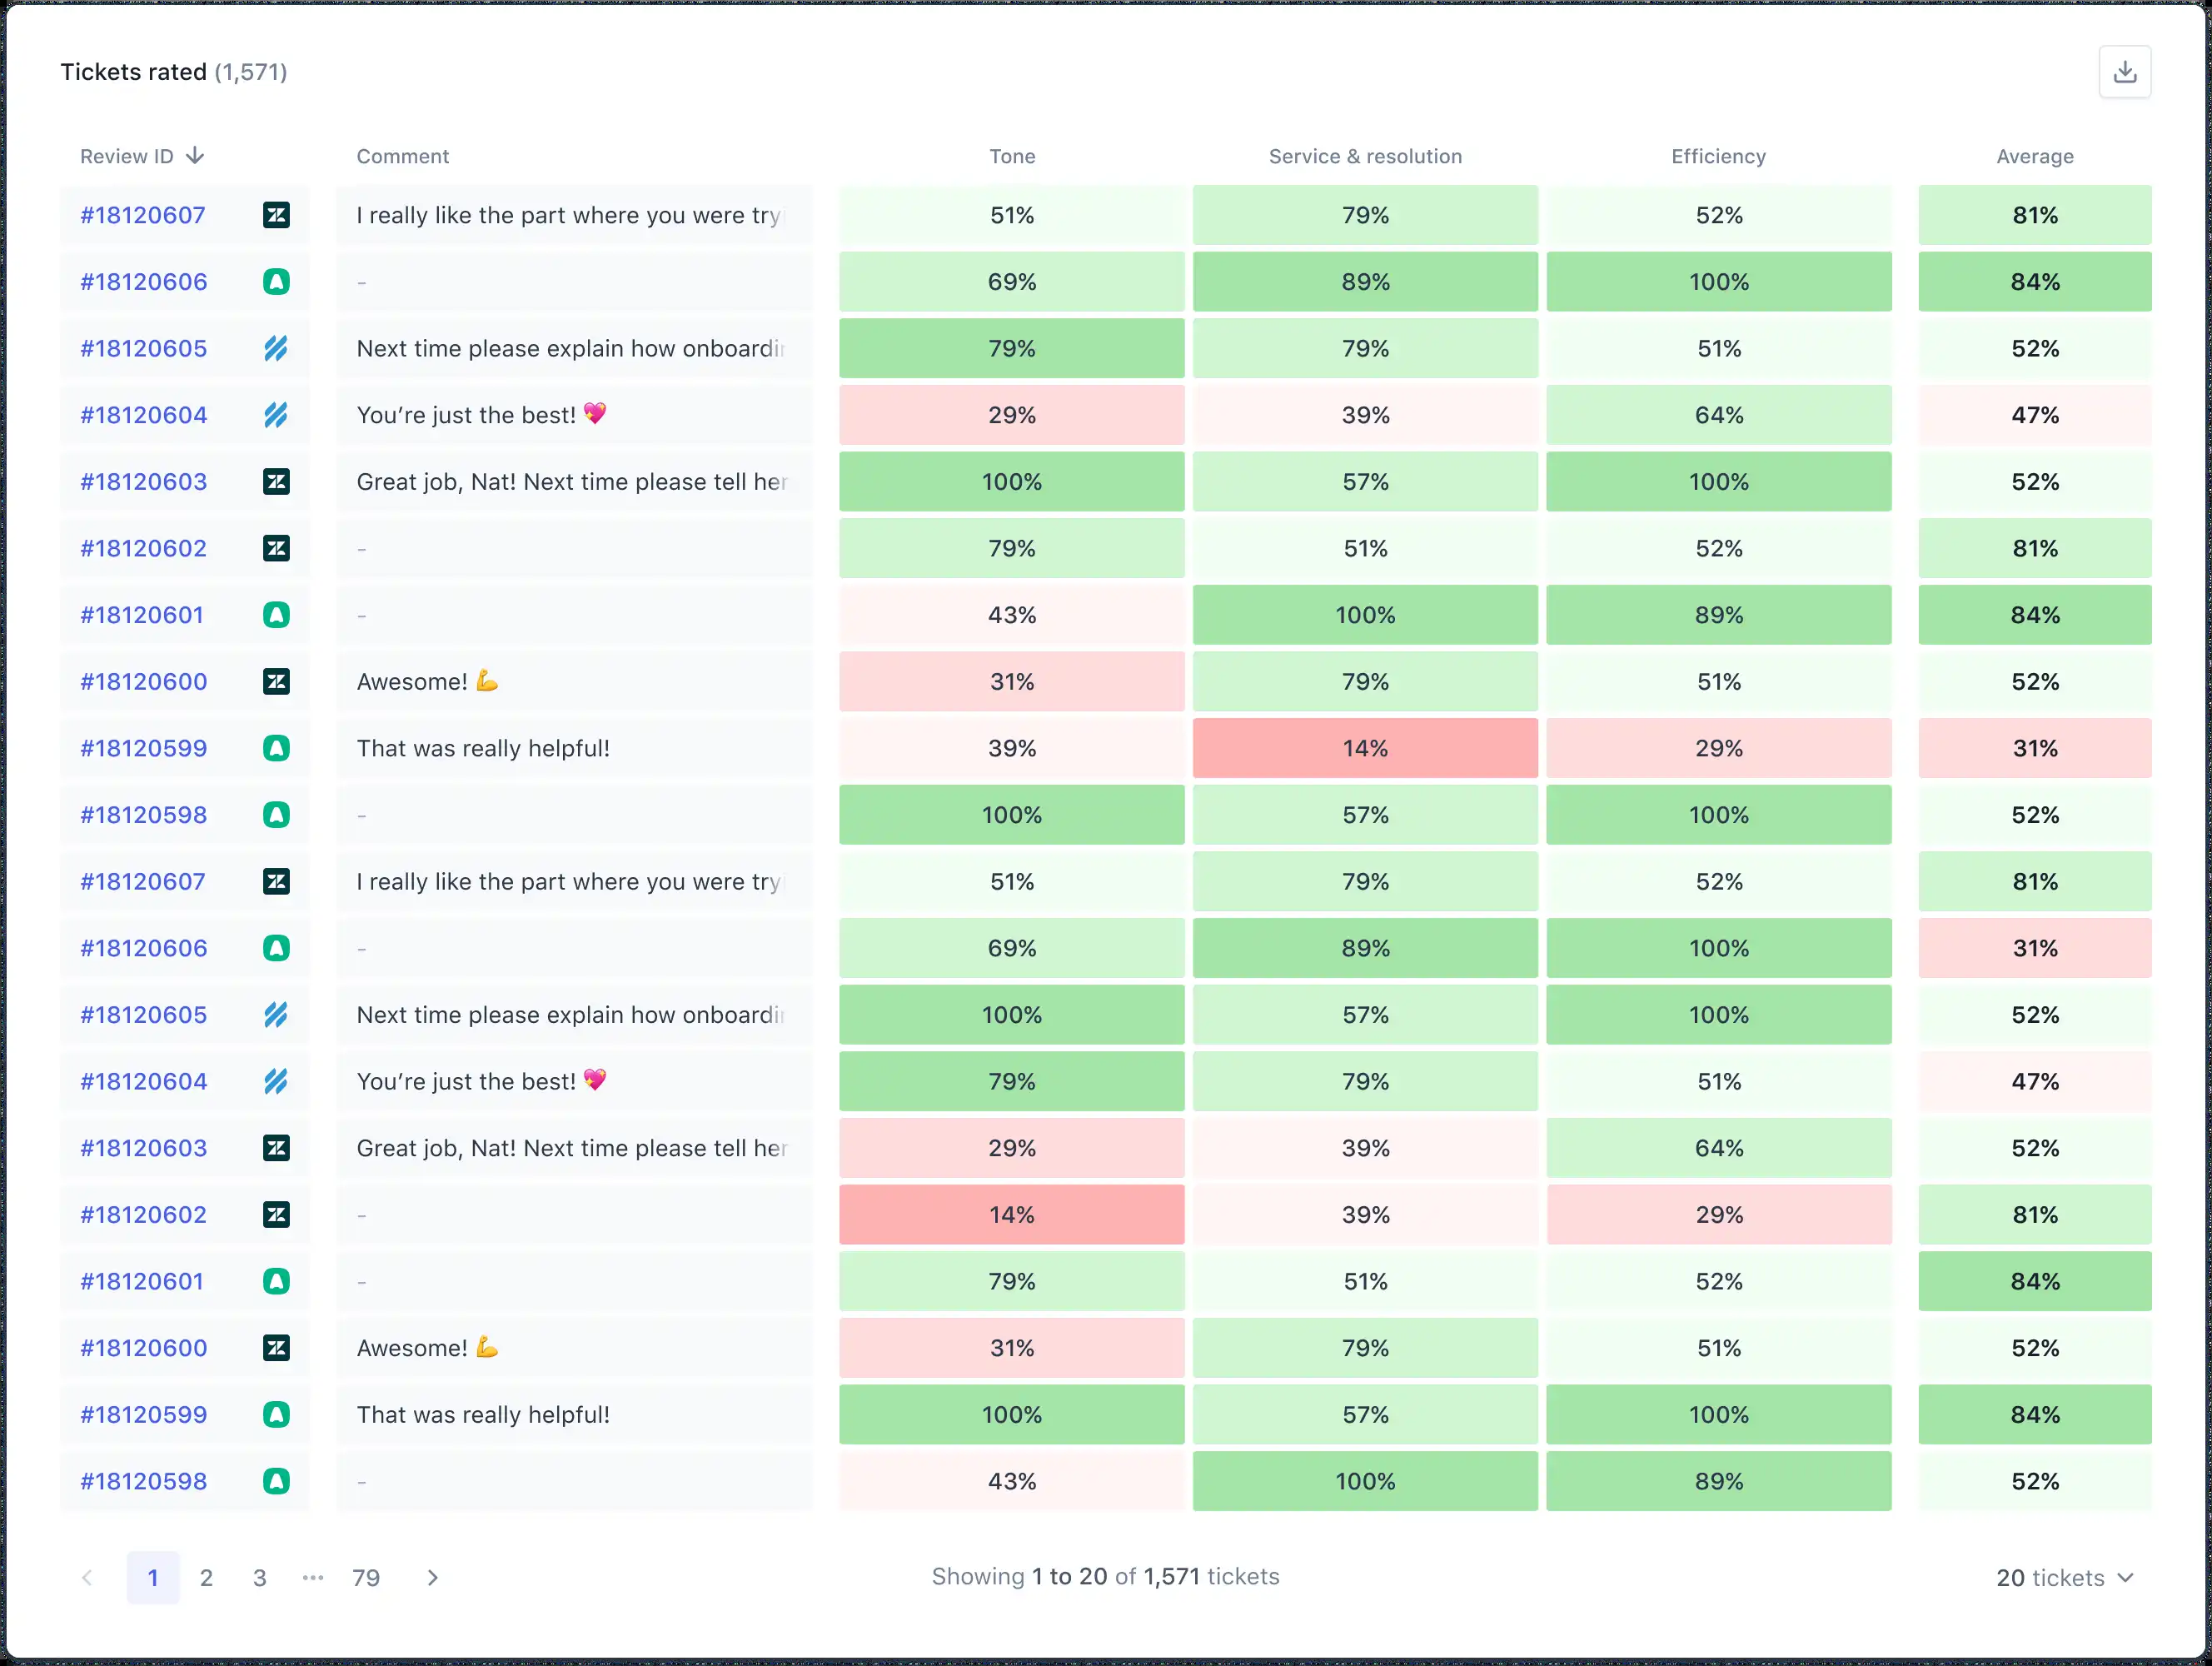 Tickets rated (1,571)
Review ID Comment Tone Service & resolution Efficiency Average
#18120607 I really like the part where you were try 51% 79% 52% 81%
#18120606 - 69% 89% 100% 84%
#18120605 Next time please explain how onboardin 79% 79% 51% 52%
#18120604 You’re just the best! 💖 29% 39% 64% 47%
#18120603 Great job, Nat! Next time please tell her 100% 57% 100% 52%
#18120602 - 79% 51% 52% 81%
#18120601 - 43% 100% 89% 84%
#18120600 Awesome! 💪 31% 79% 51% 52%
#18120599 That was really helpful! 39% 14% 29% 31%
#18120598 - 100% 57% 100% 52%
#18120607 I really like the part where you were try 51% 79% 52% 81%
#18120606 - 69% 89% 100% 31%
#18120605 Next time please explain how onboardin 100% 57% 100% 52%
#18120604 You’re just the best! 💖 79% 79% 51% 47%
#18120603 Great job, Nat! Next time please tell her 29% 39% 64% 52%
#18120602 - 14% 39% 29% 81%
#18120601 - 79% 51% 52% 84%
#18120600 Awesome! 💪 31% 79% 51% 52%
#18120599 That was really helpful! 100% 57% 100% 84%
#18120598 - 43% 100% 89% 52%
1 2 3 ··· 79 Showing 1 to 20 of 1,571 tickets 20 tickets